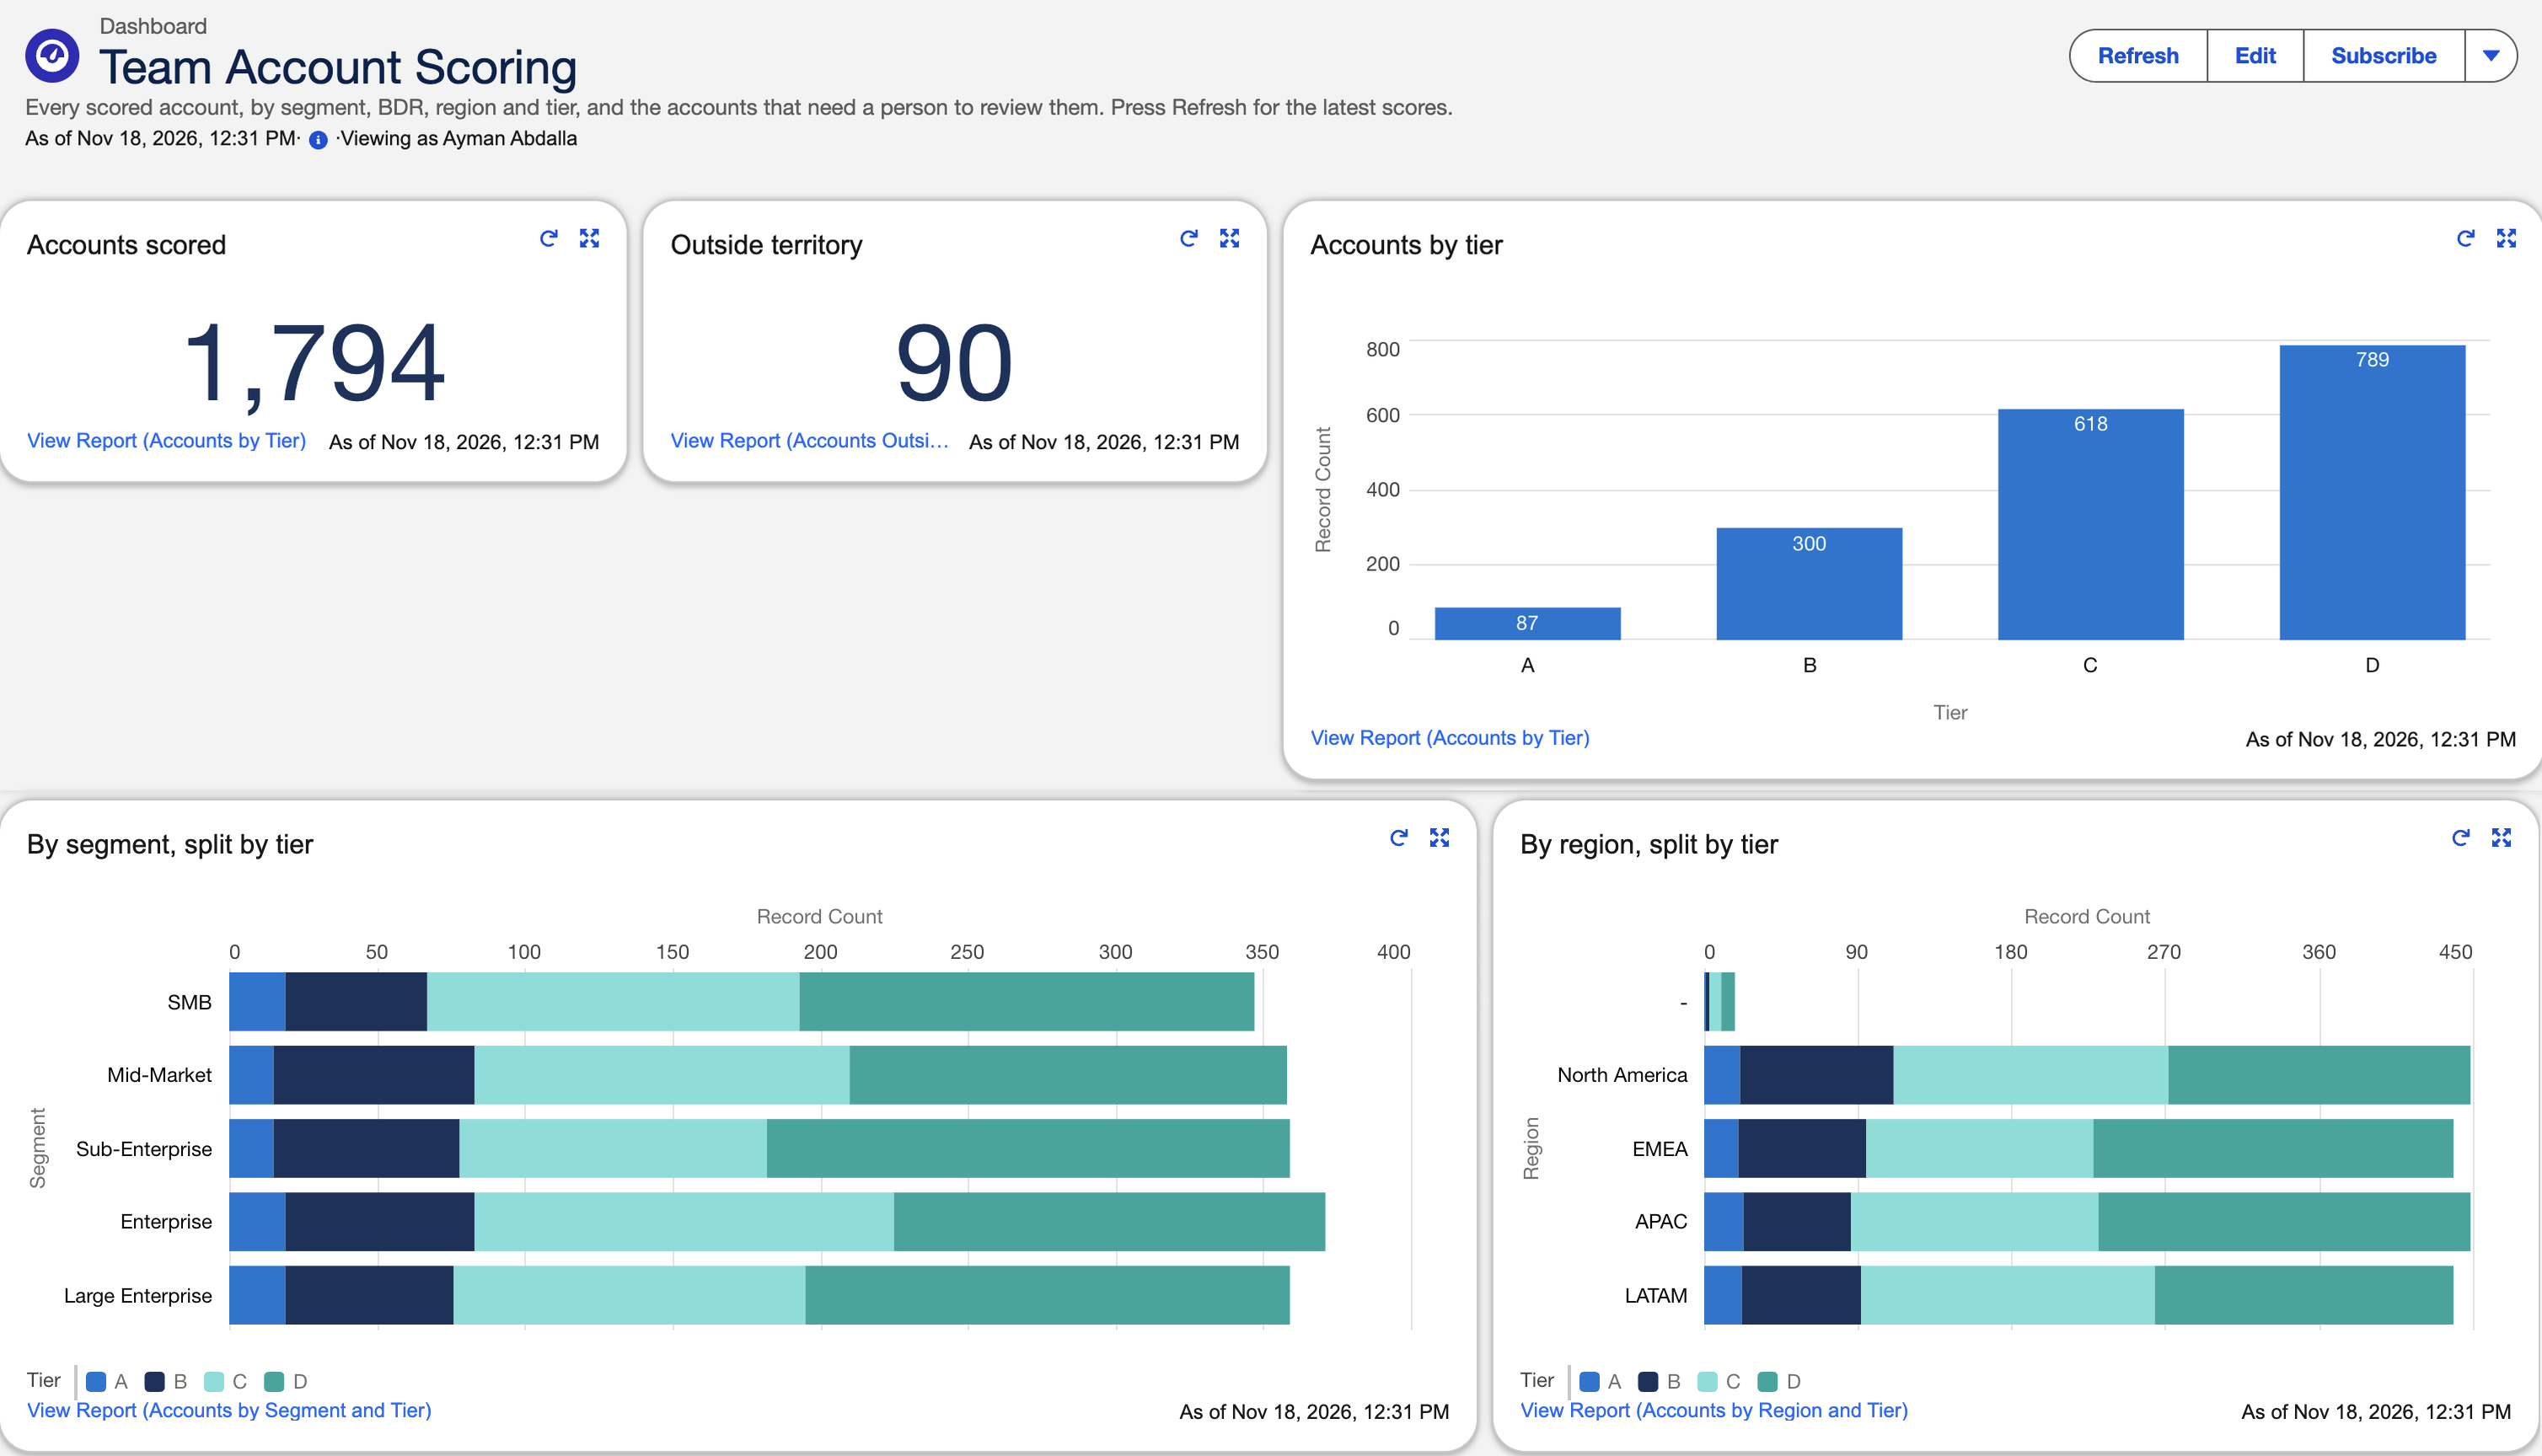 Dashboard
Team Account Scoring
Every scored account, by segment, BDR, region and tier, and the accounts that need a person to review them. Press Refresh for the latest scores.
As of Nov 18, 2026, 12:31 PM· i ·Viewing as Ayman Abdalla
Refresh
Edit
Subscribe
Accounts scored
1,794
View Report (Accounts by Tier)
As of Nov 18, 2026, 12:31 PM
Outside territory
90
View Report (Accounts Outsi...
As of Nov 18, 2026, 12:31 PM
Accounts by tier
Record Count
800
600
400
200
0
87
300
618
789
A
B
C
D
Tier
View Report (Accounts by Tier)
As of Nov 18, 2026, 12:31 PM
By segment, split by tier
Record Count
0 50 100 150 200 250 300 350 400
Segment
SMB
Mid-Market
Sub-Enterprise
Enterprise
Large Enterprise
Tier A B C D
View Report (Accounts by Segment and Tier)
As of Nov 18, 2026, 12:31 PM
By region, split by tier
Record Count
0 90 180 270 360 450
Region
-
North America
EMEA
APAC
LATAM
Tier A B C D
View Report (Accounts by Region and Tier)
As of Nov 18, 2026, 12:31 PM